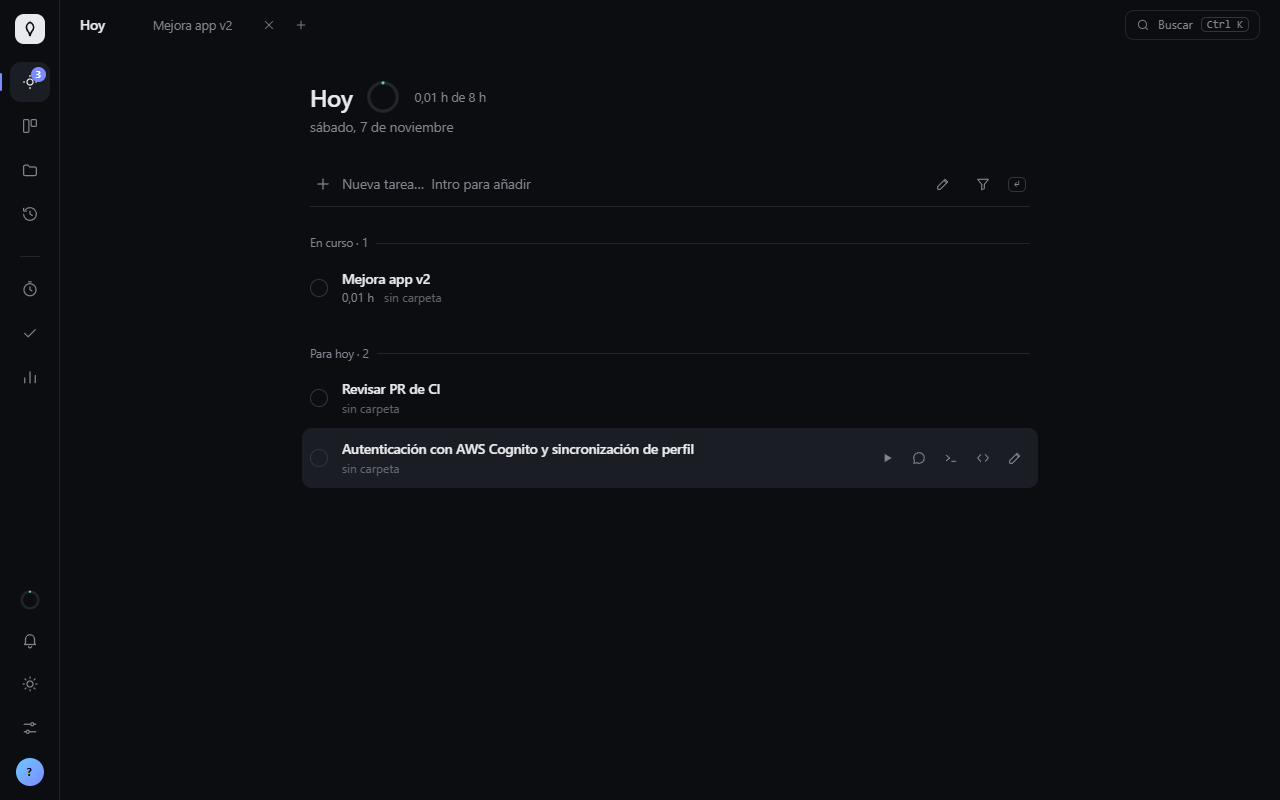 Hoy
Mejora app v2
Buscar Ctrl K
3
Hoy
0,01 h de 8 h
sábado, 7 de noviembre
Nueva tarea... Intro para añadir
En curso · 1
Mejora app v2
0,01 h sin carpeta
Para hoy · 2
Revisar PR de CI
sin carpeta
Autenticación con AWS Cognito y sincronización de perfil
sin carpeta
?